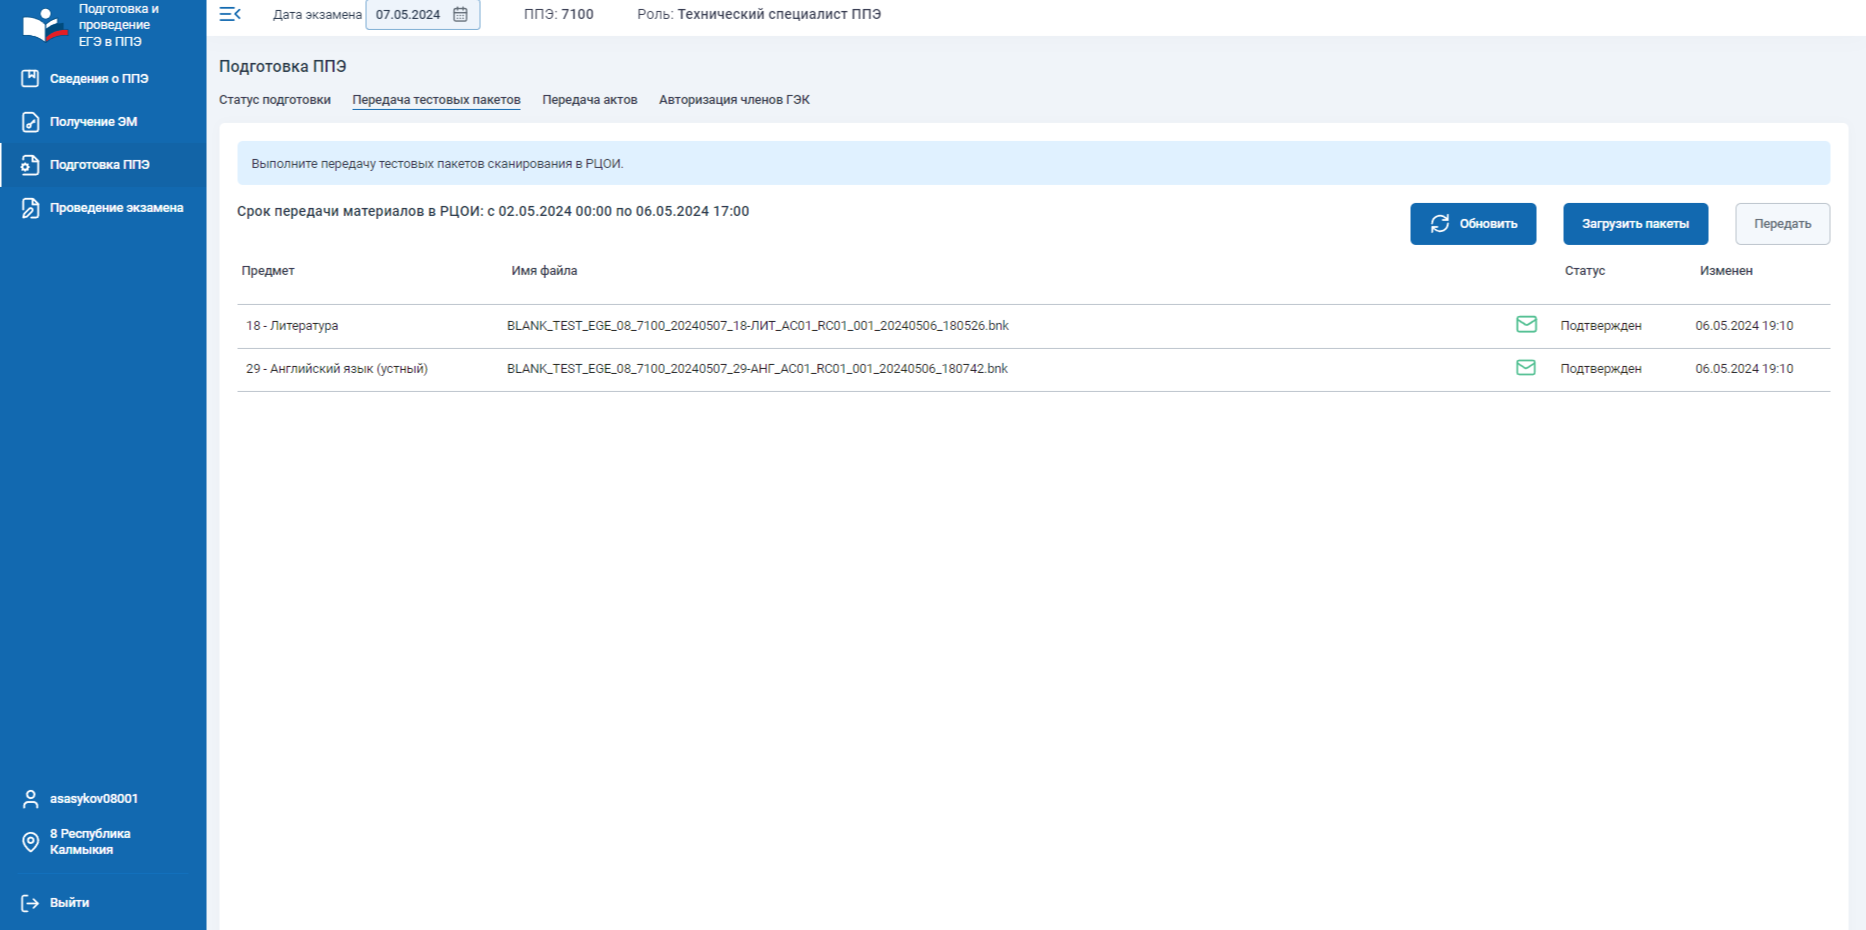 Подготовка и
проведение
ЕГЭ в ППЭ
Дата экзамена 07.05.2024 ППЭ: 7100 Роль: Технический специалист ППЭ
Сведения о ППЭ
Получение ЭМ
Подготовка ППЭ
Проведение экзамена
Подготовка ППЭ
Статус подготовки Передача тестовых пакетов Передача актов Авторизация членов ГЭК
Выполните передачу тестовых пакетов сканирования в РЦОИ.
Срок передачи материалов в РЦОИ: с 02.05.2024 00:00 по 06.05.2024 17:00
Обновить Загрузить пакеты Передать
Предмет Имя файла Статус Изменен
18 - Литература BLANK_TEST_EGE_08_7100_20240507_18-ЛИТ_AC01_RC01_001_20240506_180526.bnk Подтвержден 06.05.2024 19:10
29 - Английский язык (устный) BLANK_TEST_EGE_08_7100_20240507_29-АНГ_AC01_RC01_001_20240506_180742.bnk Подтвержден 06.05.2024 19:10
asasykov08001
8 Республика
Калмыкия
Выйти